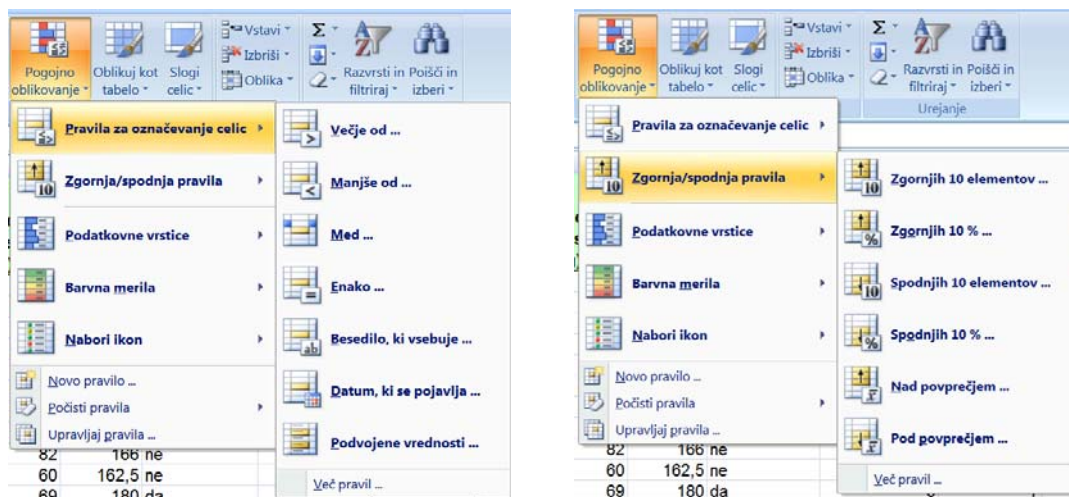 Vstavi
Izbriši
Oblika
Pogojno
oblikovanje
Oblikuj kot
tabelo
Slogi
celic
Razvrsti in
filtriraj
Poišči in
izberi
Pravila za označevanje celic
Zgornja/spodnja pravila
Podatkovne vrstice
Barvna merila
Nabori ikon
Novo pravilo ...
Počisti pravila
Upravljaj pravila ...
Večje od ...
Manjše od ...
Med ...
Enako ...
Besedilo, ki vsebuje ...
Datum, ki se pojavlja ...
Podvojene vrednosti ...
Več pravil ...
82 166 ne
60 162,5 ne
69 180 da
Vstavi
Izbriši
Oblika
Pogojno
oblikovanje
Oblikuj kot
tabelo
Slogi
celic
Razvrsti in
filtriraj
Poišči in
izberi
Urejanje
Pravila za označevanje celic
Zgornja/spodnja pravila
Podatkovne vrstice
Barvna merila
Nabori ikon
Novo pravilo ...
Počisti pravila
Upravljaj pravila ...
Zgornjih 10 elementov ...
Zgornjih 10 % ...
Spodnjih 10 elementov ...
Spodnjih 10 % ...
Nad povprečjem ...
Pod povprečjem ...
Več pravil ...
82 166 ne
60 162,5 ne
69 180 da